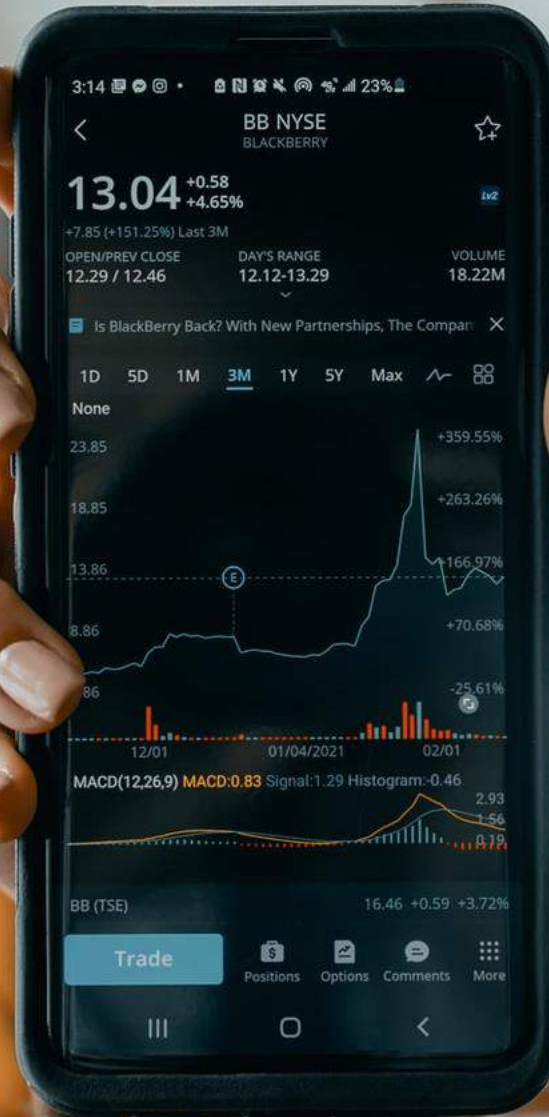 3:14 23%
BB NYSE
BLACKBERRY
13.04 +0.58
+4.65%
Lv2
+7.85 (+151.25%) Last 3M
OPEN/PREV CLOSE DAY'S RANGE VOLUME
12.29 / 12.46 12.12-13.29 18.22M
Is BlackBerry Back? With New Partnerships, The Compan
1D 5D 1M 3M 1Y 5Y Max
None
23.85 +359.55%
18.85 +263.26%
13.86 +166.97%
E
8.86 +70.68%
86 -25.61%
12/01 01/04/2021 02/01
MACD(12,26,9) MACD:0.83 Signal:1.29 Histogram:-0.46
2.93
1.56
0.19
BB (TSE) 16.46 +0.59 +3.72%
Trade
Positions Options Comments More